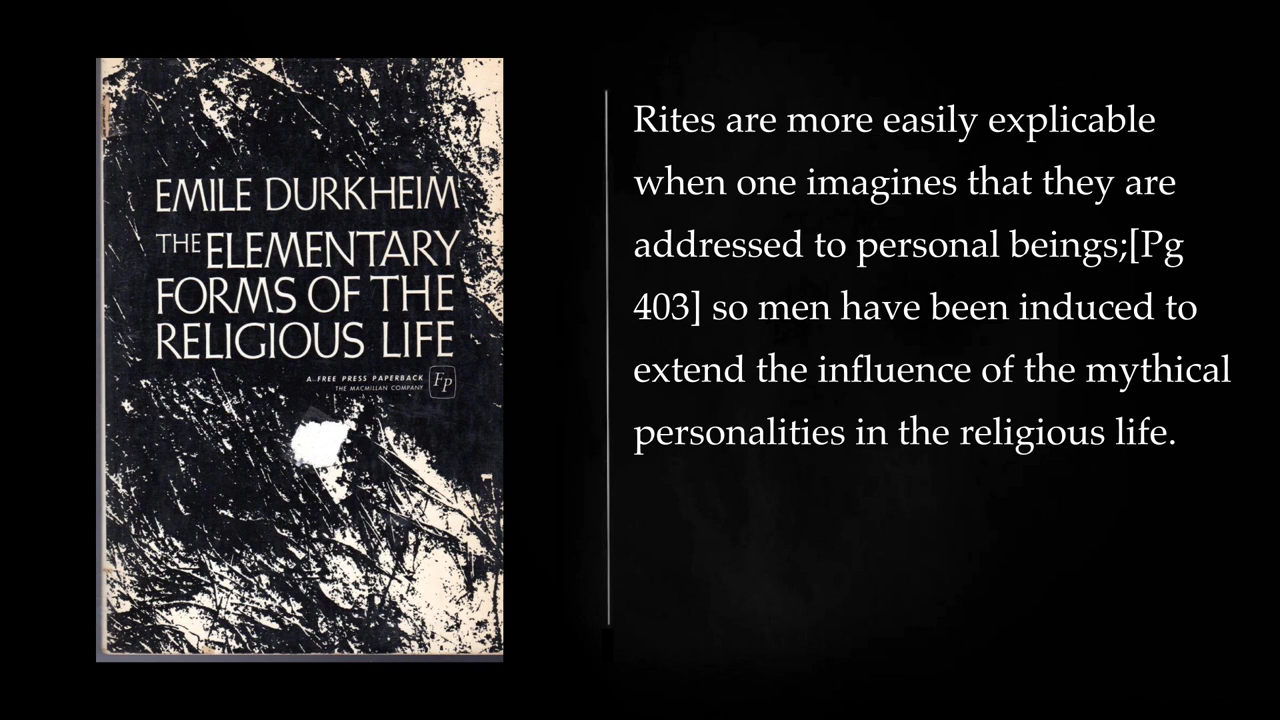 EMILE DURKHEIM
THE ELEMENTARY
FORMS OF THE
RELIGIOUS LIFE
A FREE PRESS PAPERBACK
THE MACMILLAN COMPANY
Fp
Rites are more easily explicable
when one imagines that they are
addressed to personal beings;[Pg
403] so men have been induced to
extend the influence of the mythical
personalities in the religious life.